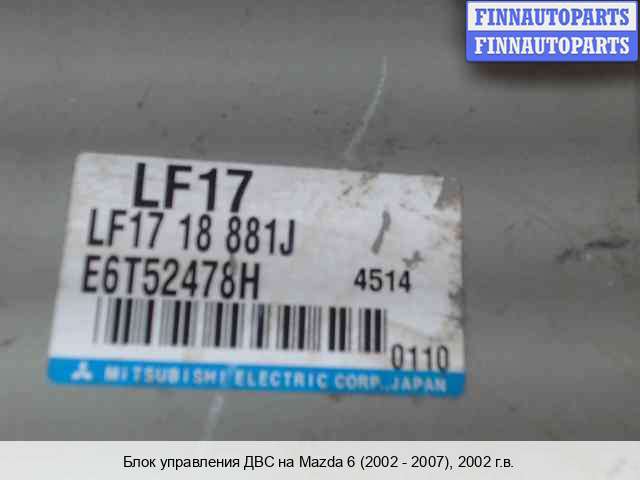 FINNAUTOPARTS
FINNAUTOPARTS
LF17
LF17 18 881J
E6T52478H
4514
0110
MITSUBISHI ELECTRIC CORP., JAPAN
Блок управления ДВС на Mazda 6 (2002 - 2007), 2002 г.в.